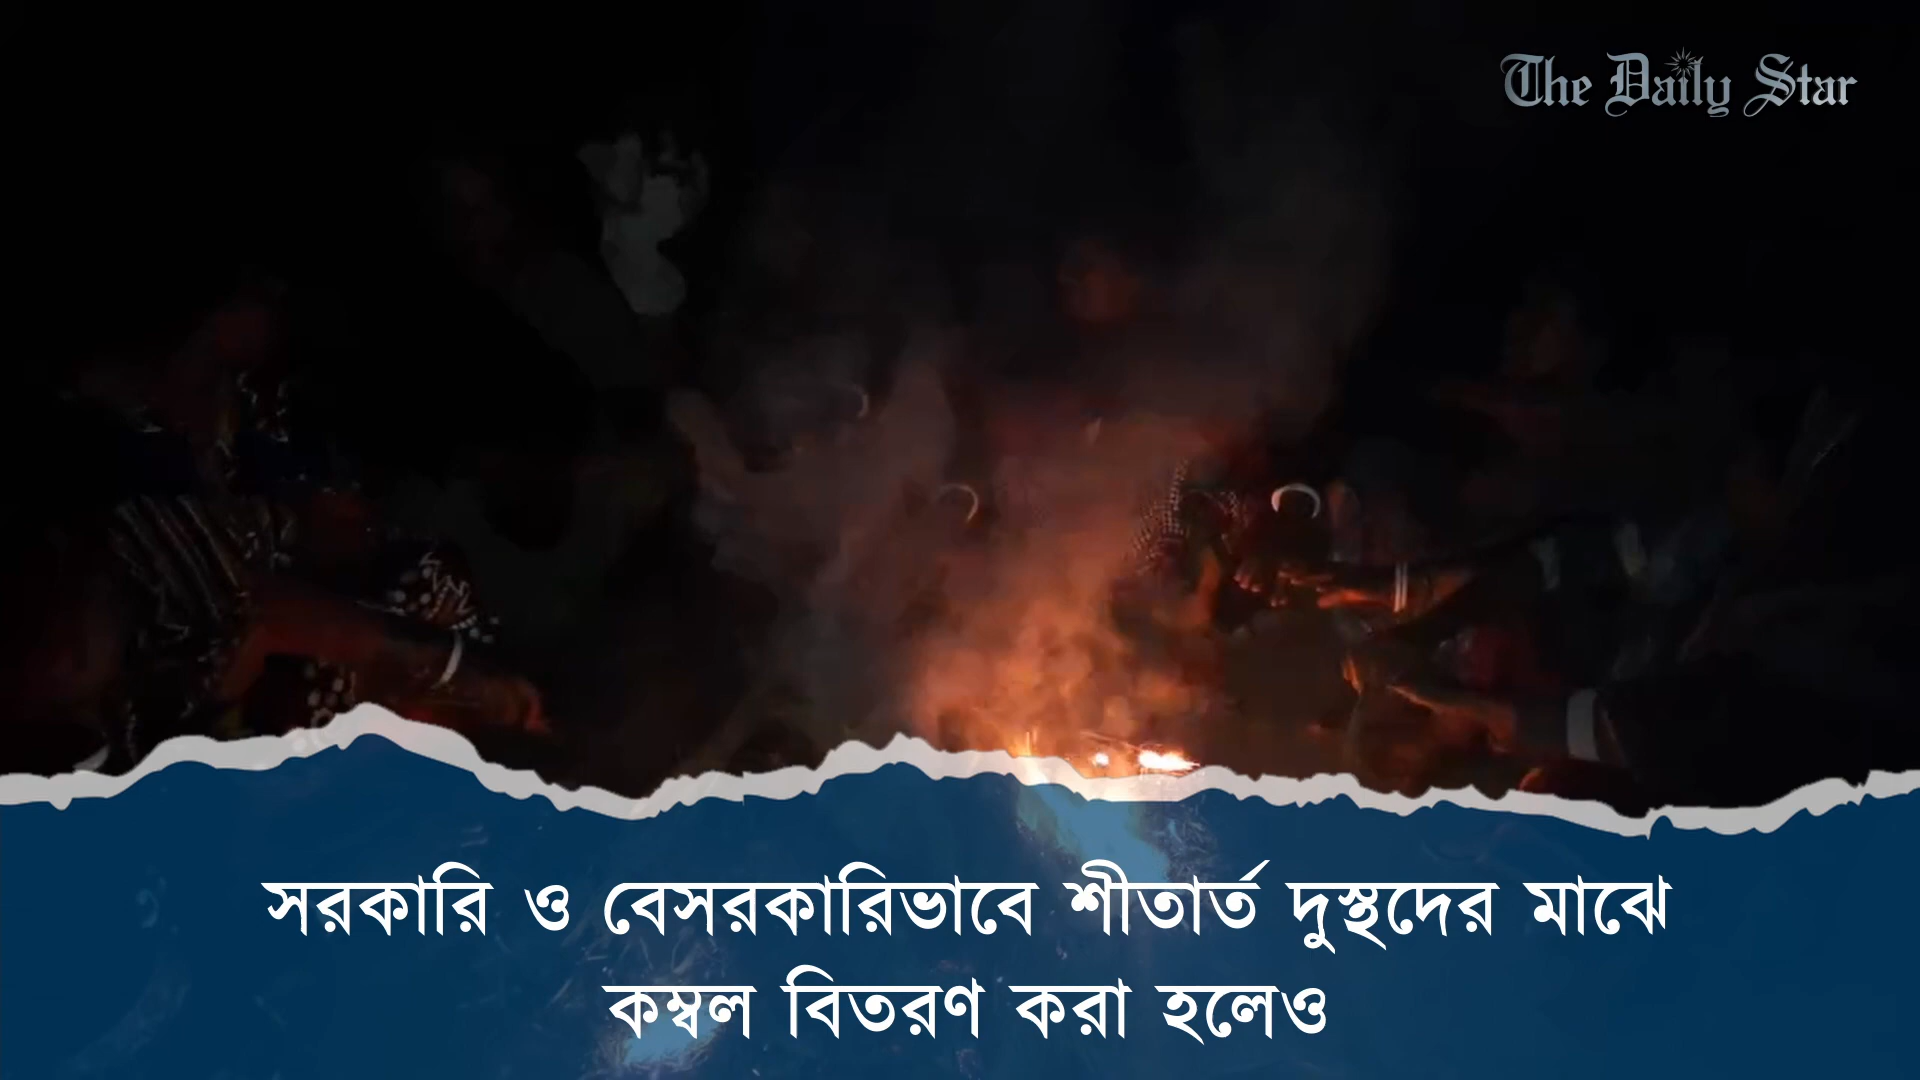 The Daily Star
সরকারি ও বেসরকারিভাবে শীতার্ত দুস্থদের মাঝে
কম্বল বিতরণ করা হলেও